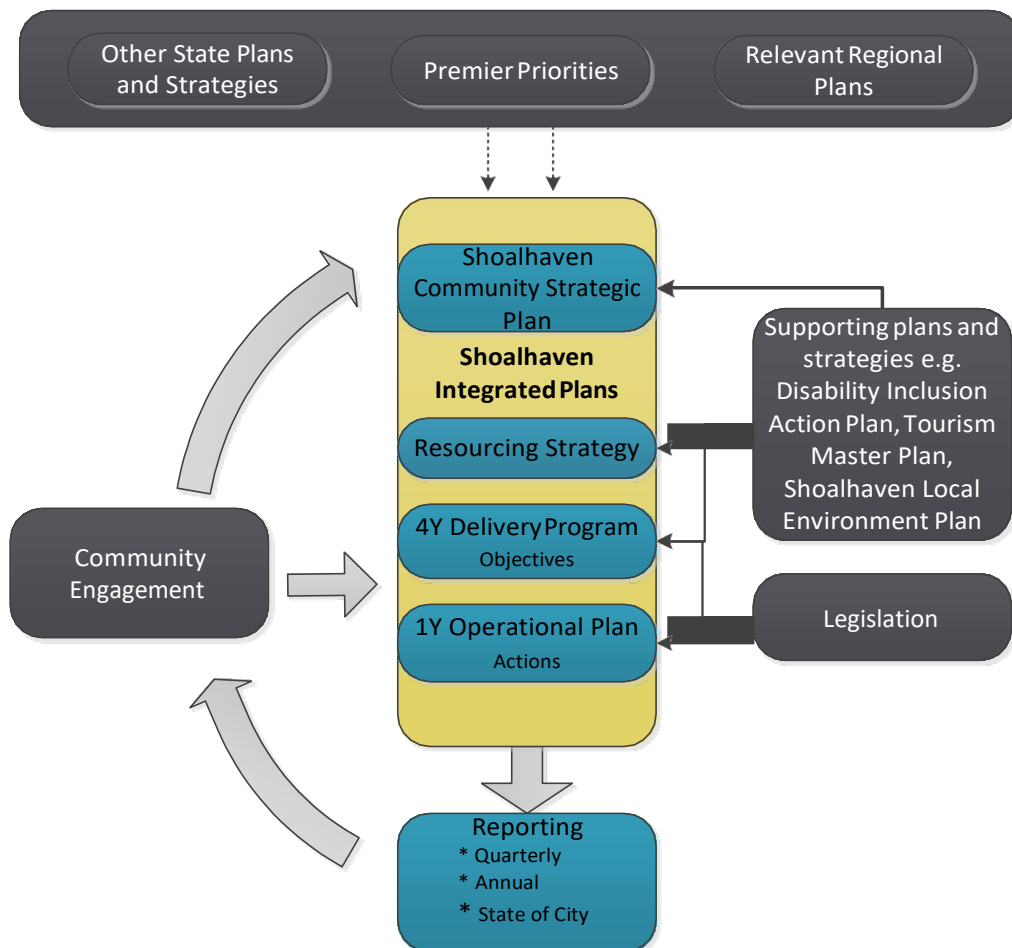 Other State Plans
and Strategies
Premier Priorities
Relevant Regional
Plans
Shoalhaven
Community Strategic
Plan
Shoalhaven
Integrated Plans
Resourcing Strategy
4Y Delivery Program
Objectives
1Y Operational Plan
Actions
Supporting plans and
strategies e.g.
Disability Inclusion
Action Plan, Tourism
Master Plan,
Shoalhaven Local
Environment Plan
Legislation
Community
Engagement
Reporting
* Quarterly
* Annual
* State of City